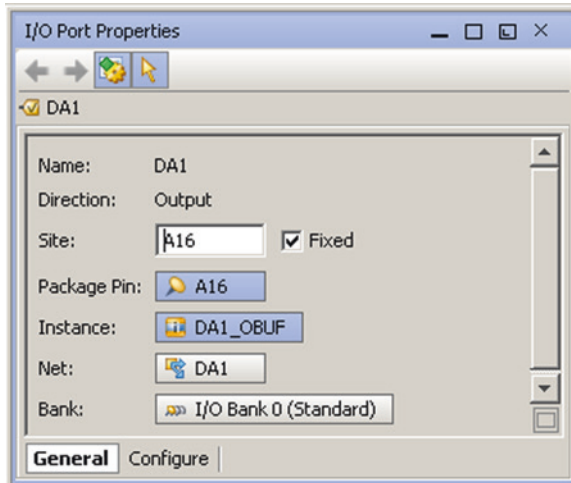 I/O Port Properties
DA1
Name: DA1
Direction: Output
Site: A16 Fixed
Package Pin: A16
Instance: DA1_OBUF
Net: DA1
Bank: I/O Bank 0 (Standard)
General Configure